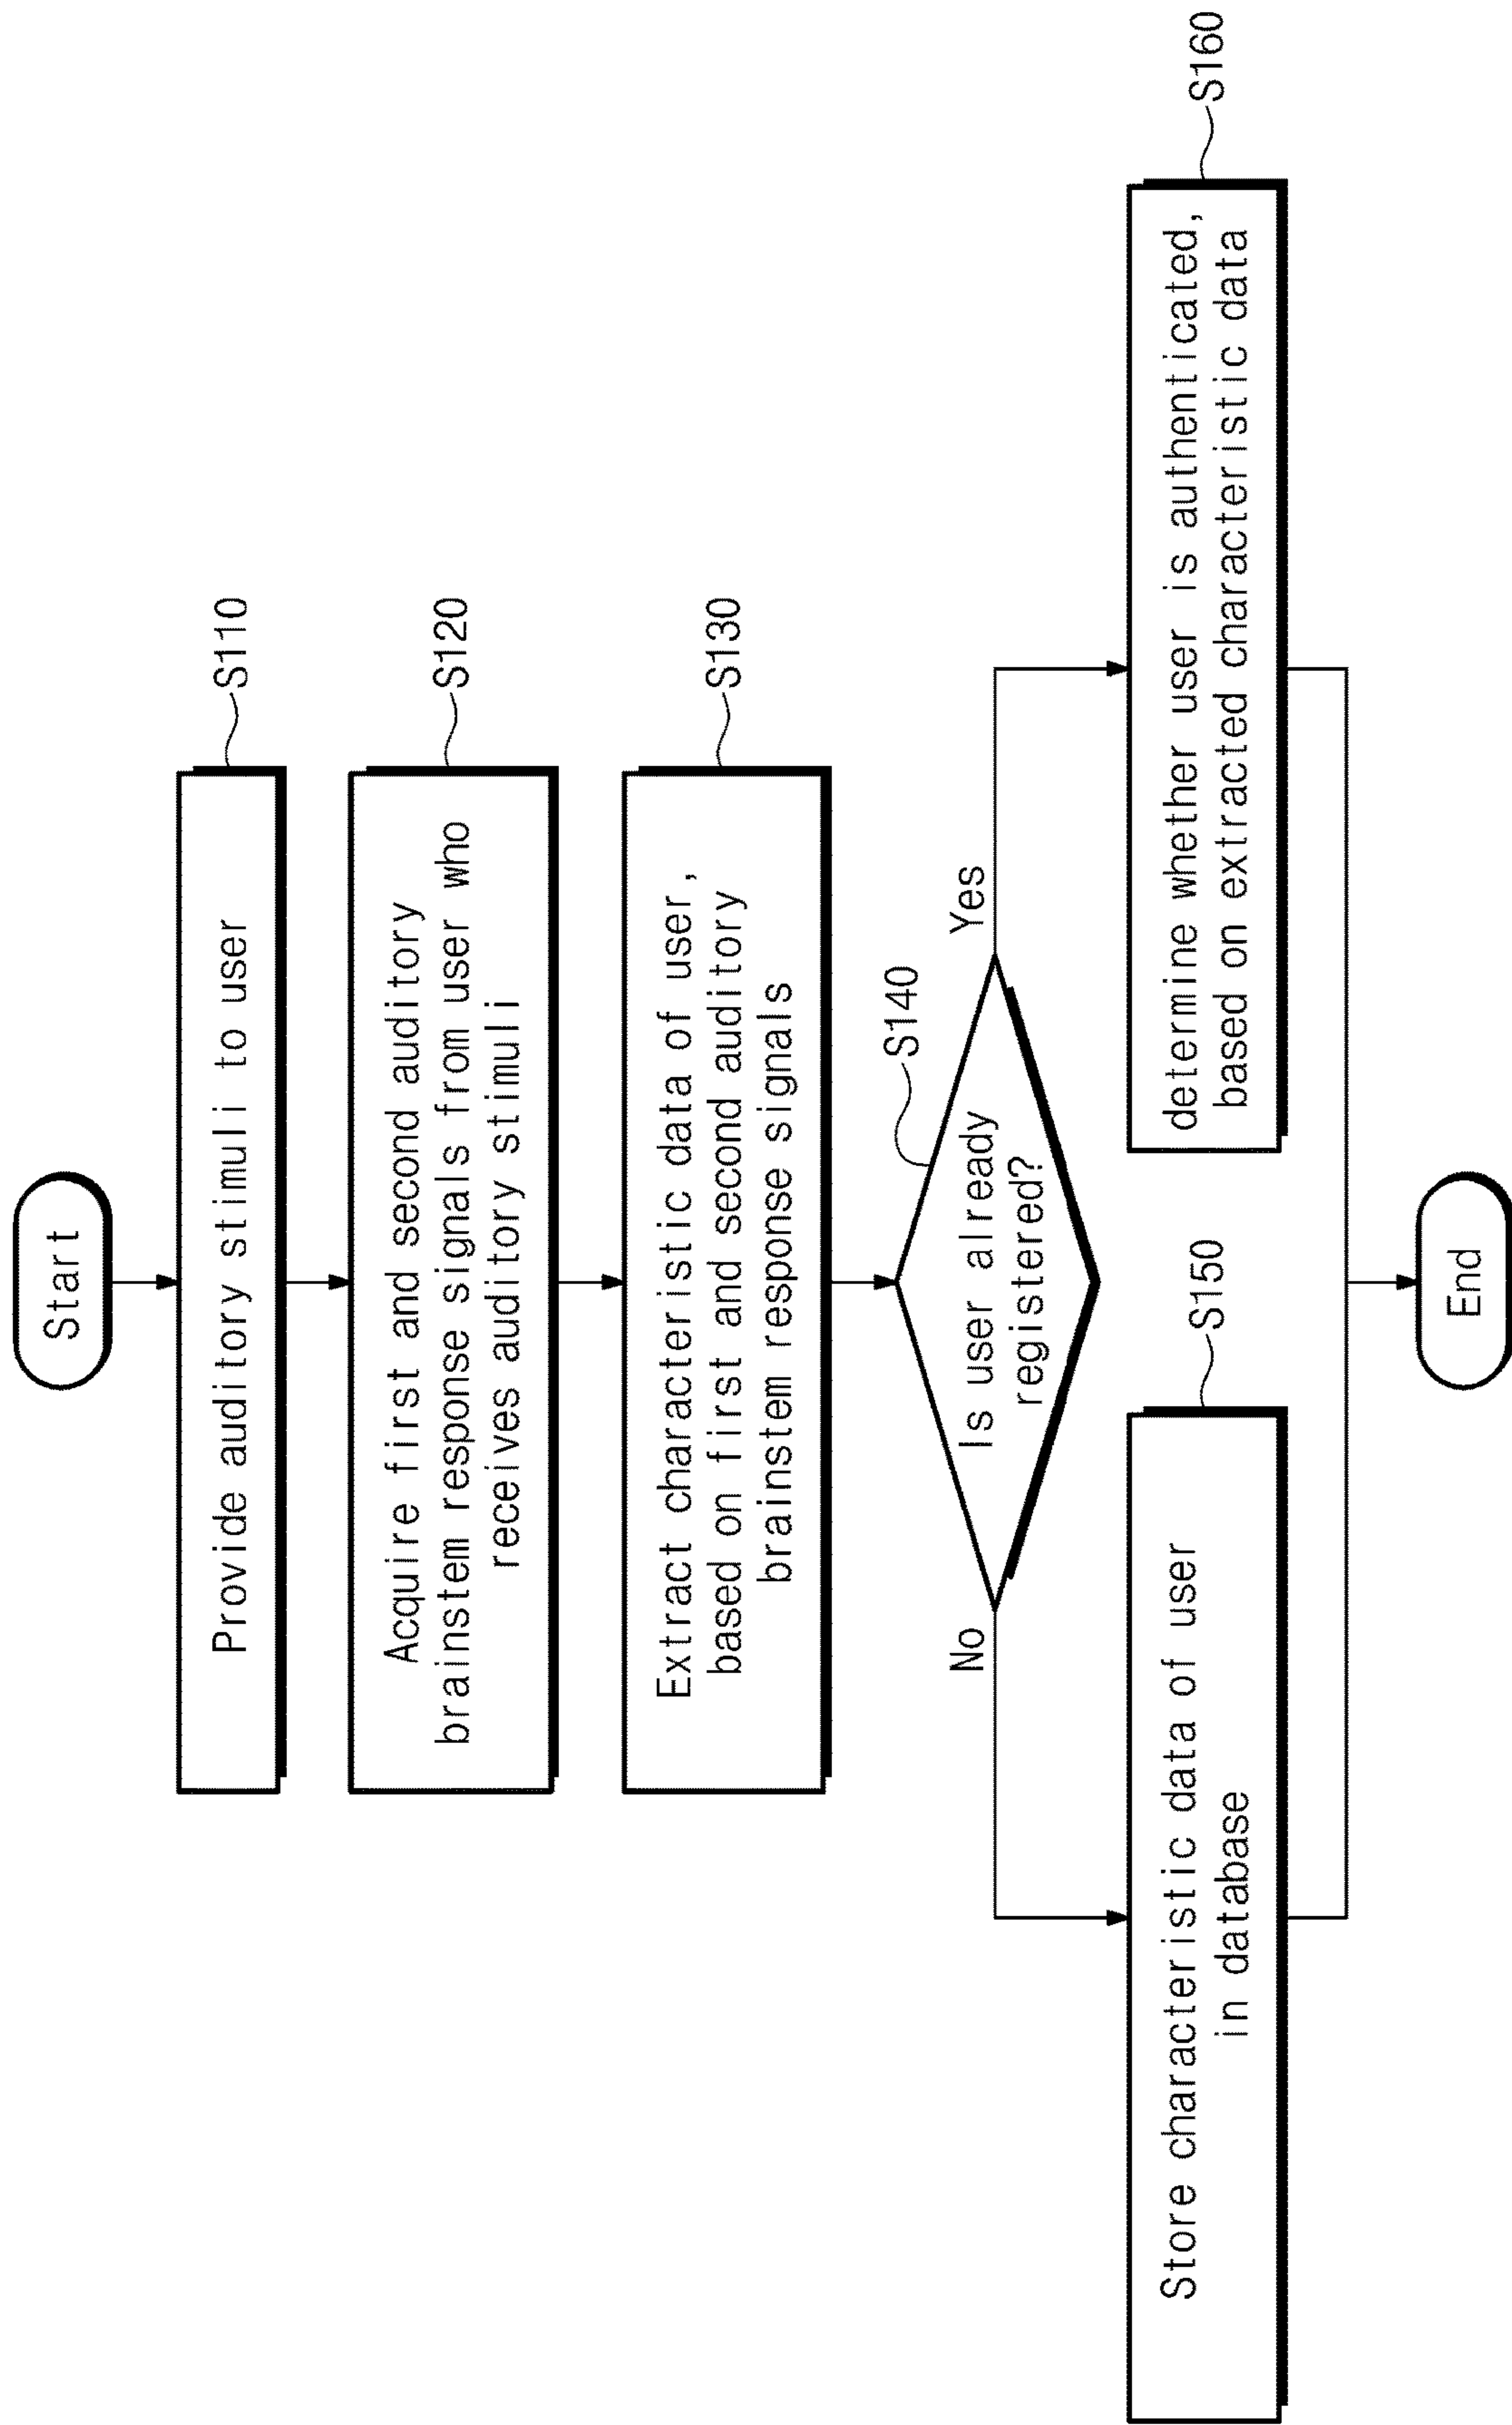 Start
Provide auditory stimuli to user
S110
Acquire first and second auditory
brainstem response signals from user who
receives auditory stimuli
S120
Extract characteristic data of user,
based on first and second auditory
brainstem response signals
S130
Is user already
registered?
S140
No
Yes
Store characteristic data of user
in database
S150
determine whether user is authenticated,
based on extracted characteristic data
S160
End